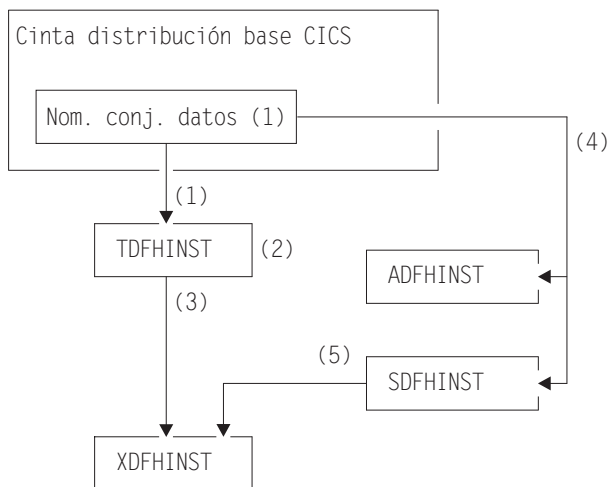 Cinta distribución base CICS
Nom. conj. datos (1)
(4)
(1)
TDFHINST
(2)
ADFHINST
(3)
(5)
SDFHINST
XDFHINST